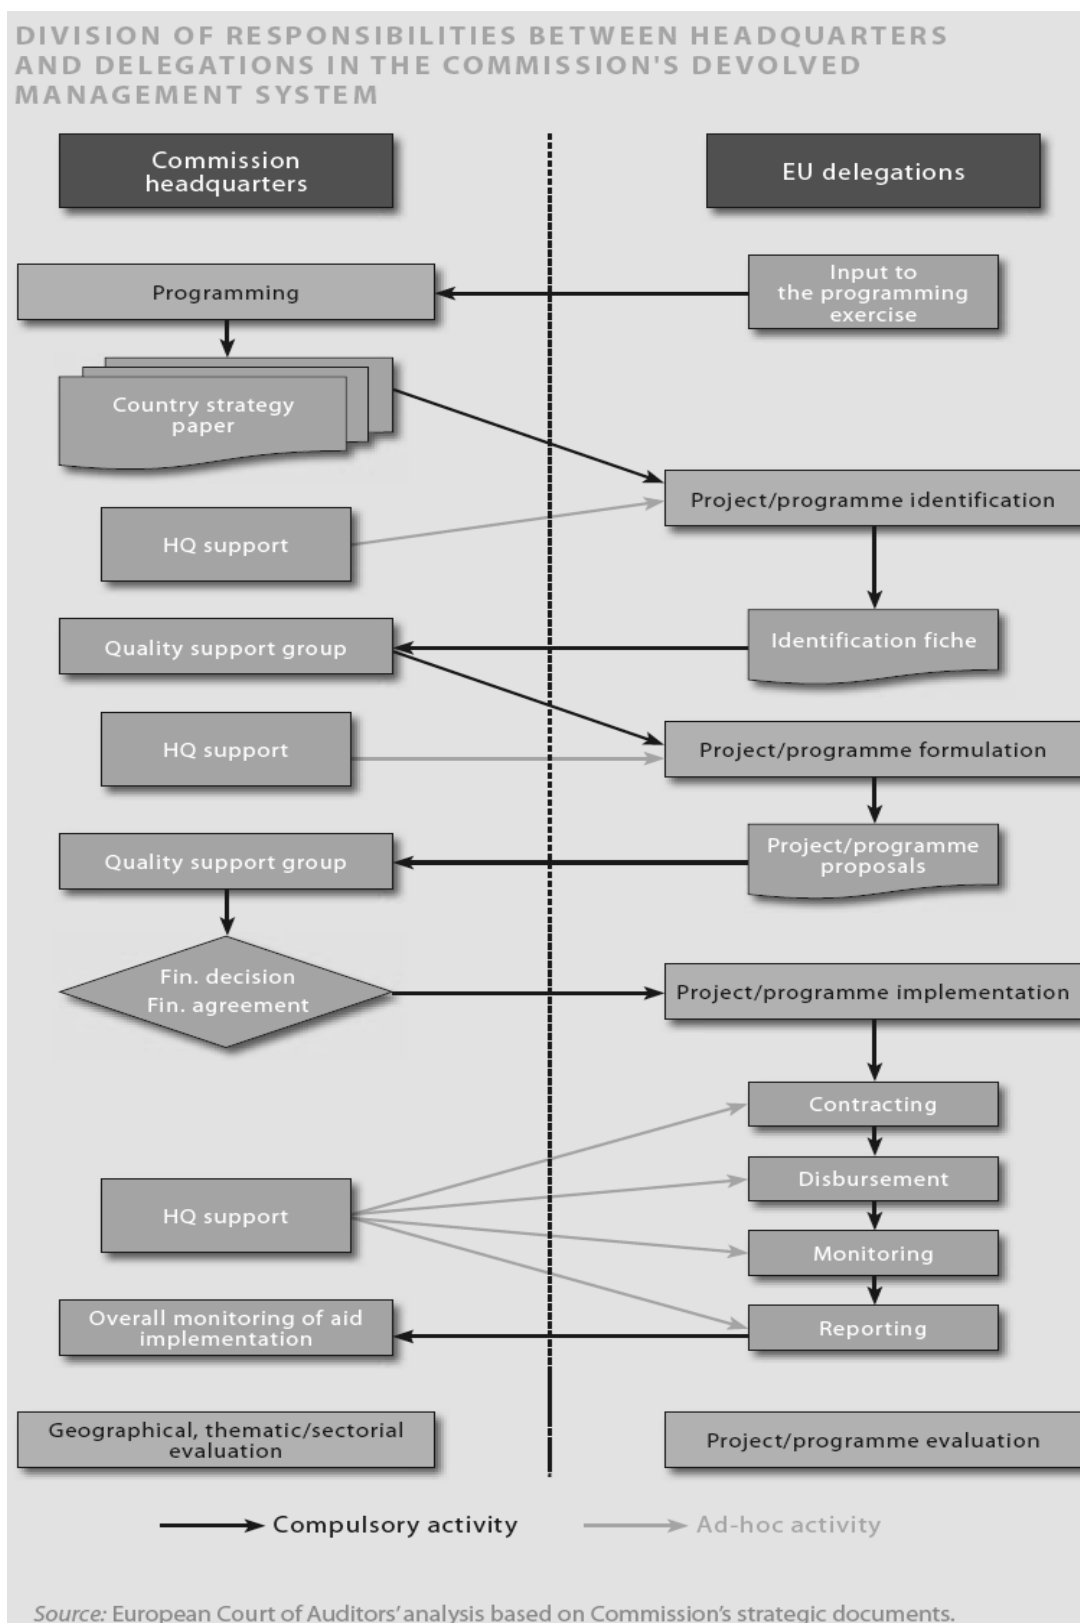 DIVISION OF RESPONSIBILITIES BETWEEN HEADQUARTERS
AND DELEGATIONS IN THE COMMISSION'S DEVOLVED
MANAGEMENT SYSTEM
Commission
headquarters
EU delegations
Programming
Input to
the programming
exercise
Country strategy
paper
Project/programme identification
HQ support
Quality support group
Identification fiche
HQ support
Project/programme formulation
Quality support group
Project/programme
proposals
Fin. decision
Fin. agreement
Project/programme implementation
Contracting
Disbursement
HQ support
Monitoring
Overall monitoring of aid
implementation
Reporting
Geographical, thematic/sectorial
evaluation
Project/programme evaluation
Compulsory activity
Ad-hoc activity
Source: European Court of Auditors' analysis based on Commission's strategic documents.